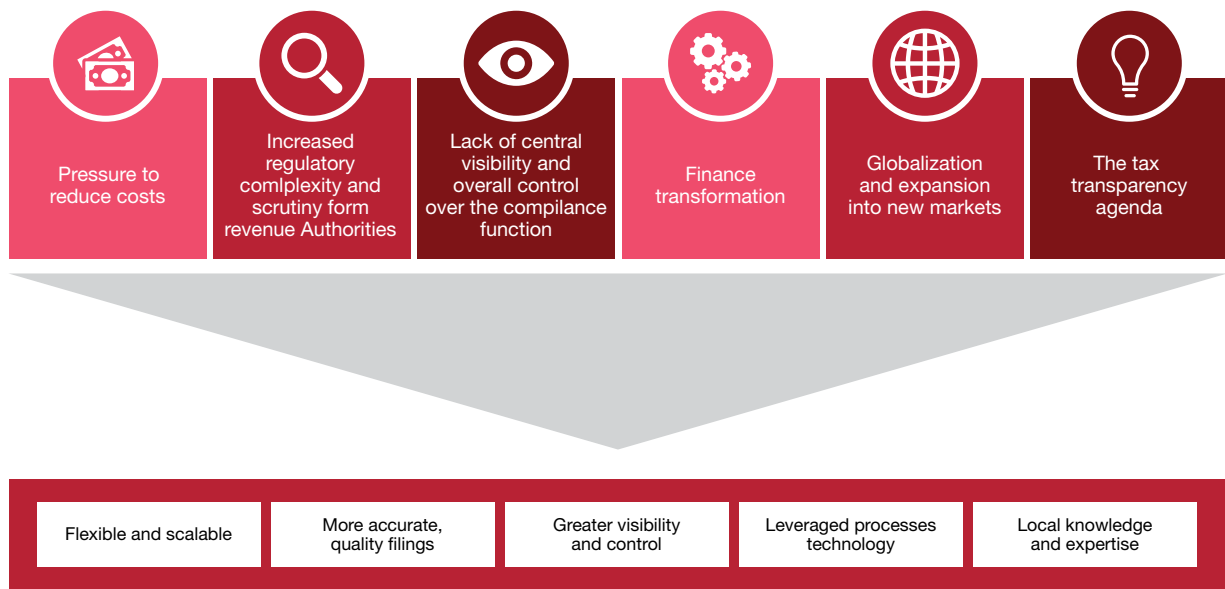 Pressure to
reduce costs
Increased
regulatory
comlplexity and
scrutiny form
revenue Authorities
Lack of central
visibility and
overall control
over the compilance
function
Finance
transformation
Globalization
and expansion
into new markets
The tax
transparency
agenda
Flexible and scalable
More accurate,
quality filings
Greater visibility
and control
Leveraged processes
technology
Local knowledge
and expertise